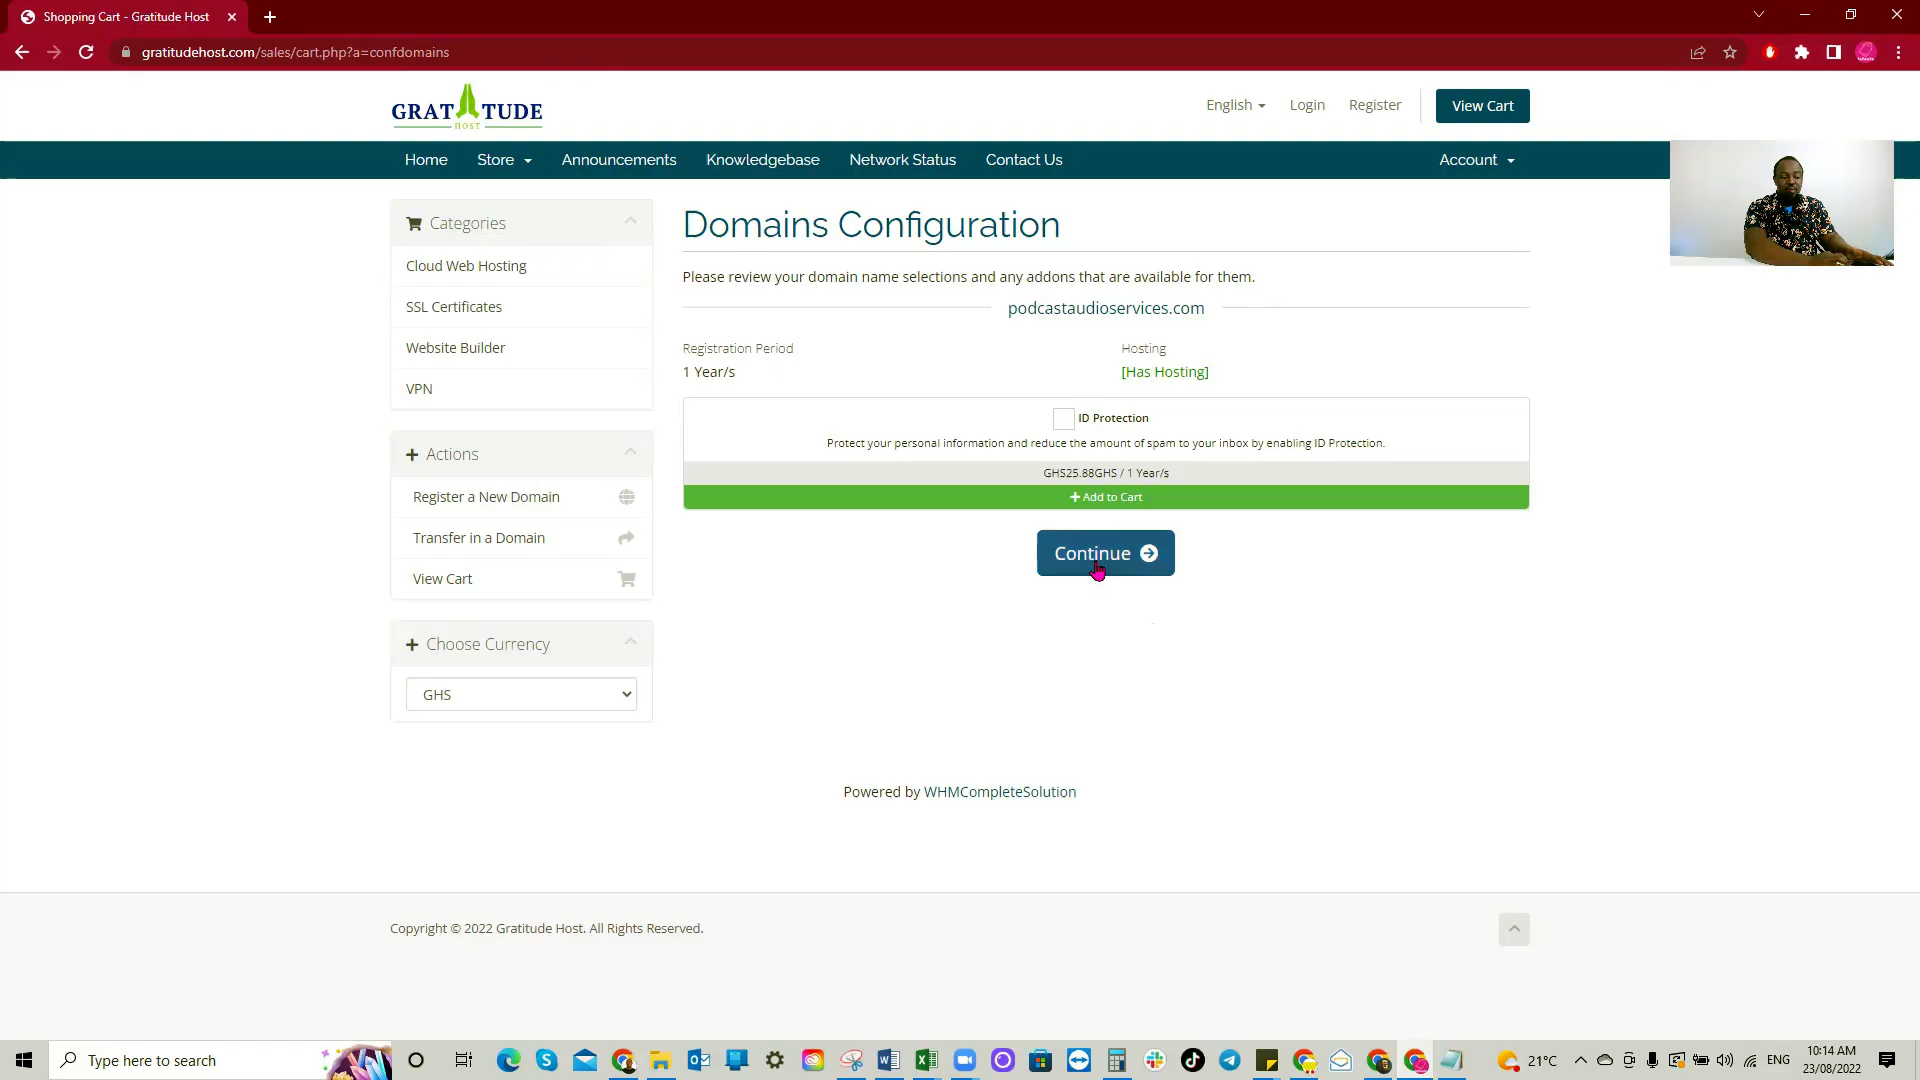 Shopping Cart - Gratitude Host
gratitudehost.com/sales/cart.php?a=confdomains
GRATITUDE
HOST
English
Login
Register
View Cart
Home
Store
Announcements
Knowledgebase
Network Status
Contact Us
Account
Categories
Cloud Web Hosting
SSL Certificates
Website Builder
VPN
Actions
Register a New Domain
Transfer in a Domain
View Cart
Choose Currency
GHS
Domains Configuration
Please review your domain name selections and any addons that are available for them.
podcastaudioservices.com
Registration Period
1 Year/s
Hosting
[Has Hosting]
ID Protection
Protect your personal information and reduce the amount of spam to your inbox by enabling ID Protection.
GHS25.88GHS / 1 Year/s
Add to Cart
Continue
Powered by WHMCompleteSolution
Copyright © 2022 Gratitude Host. All Rights Reserved.
Type here to search
21°C
ENG
10:14 AM
23/08/2022